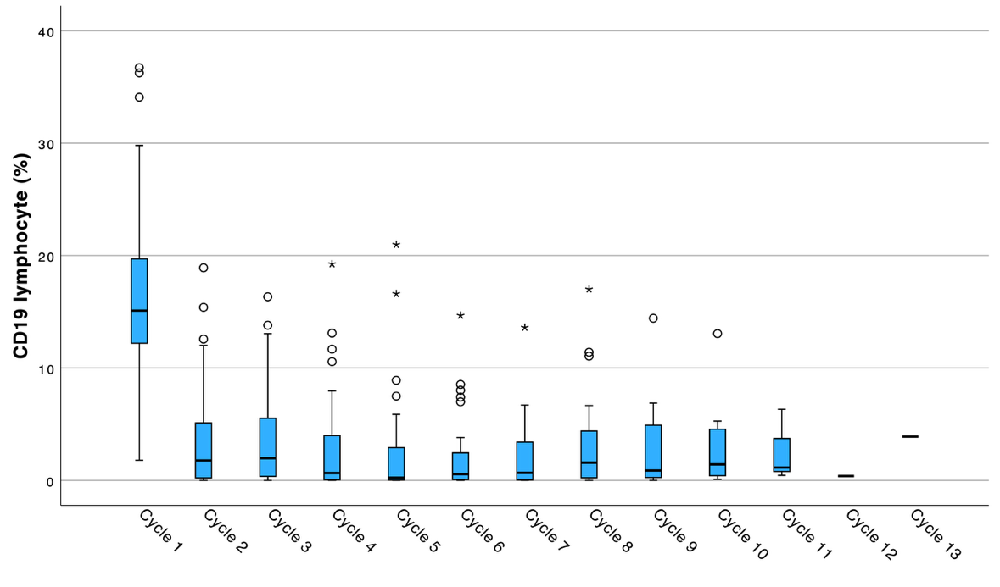 CD19 lymphocyte (%)
40
30
20
10
0
Cycle 1
Cycle 2
Cycle 3
Cycle 4
Cycle 5
Cycle 6
Cycle 7
Cycle 8
Cycle 9
Cycle 10
Cycle 11
Cycle 12
Cycle 13